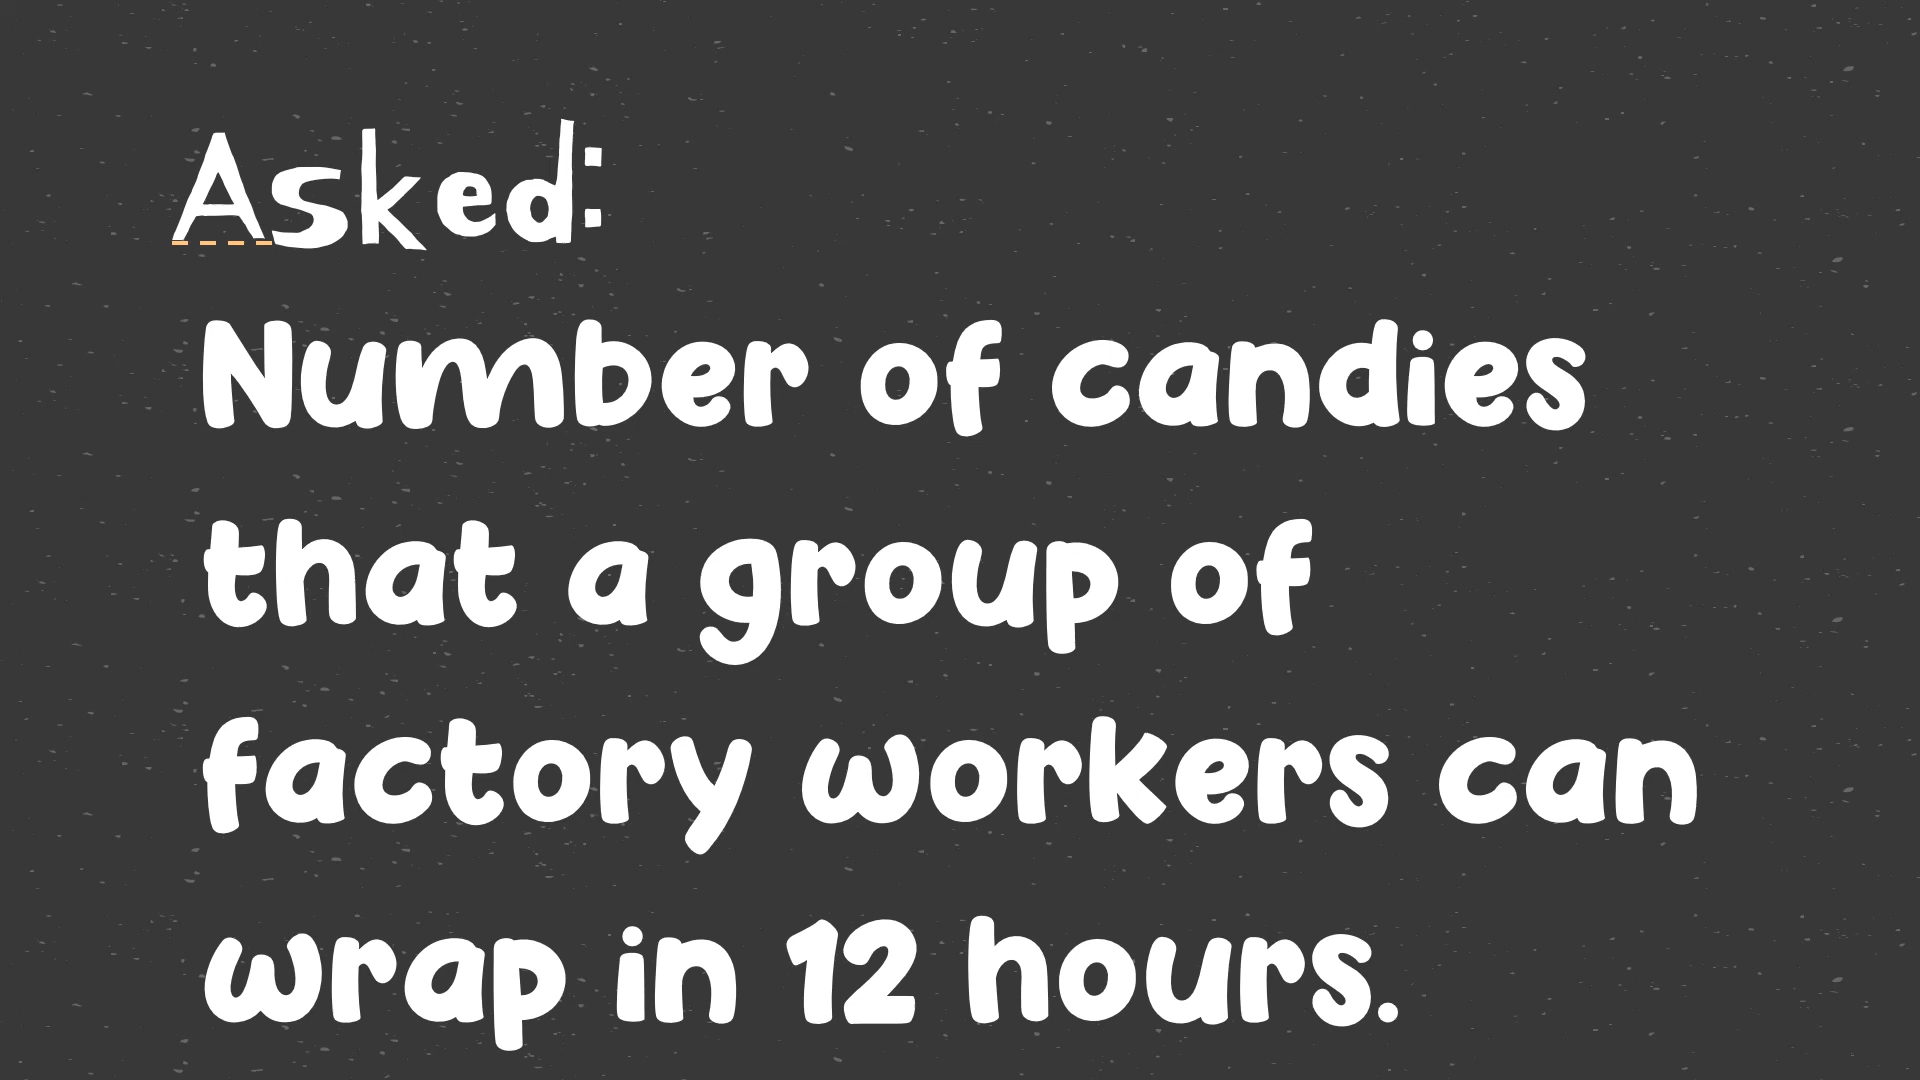 Asked:
Number of candies
that a group of
factory workers can
wrap in 12 hours.